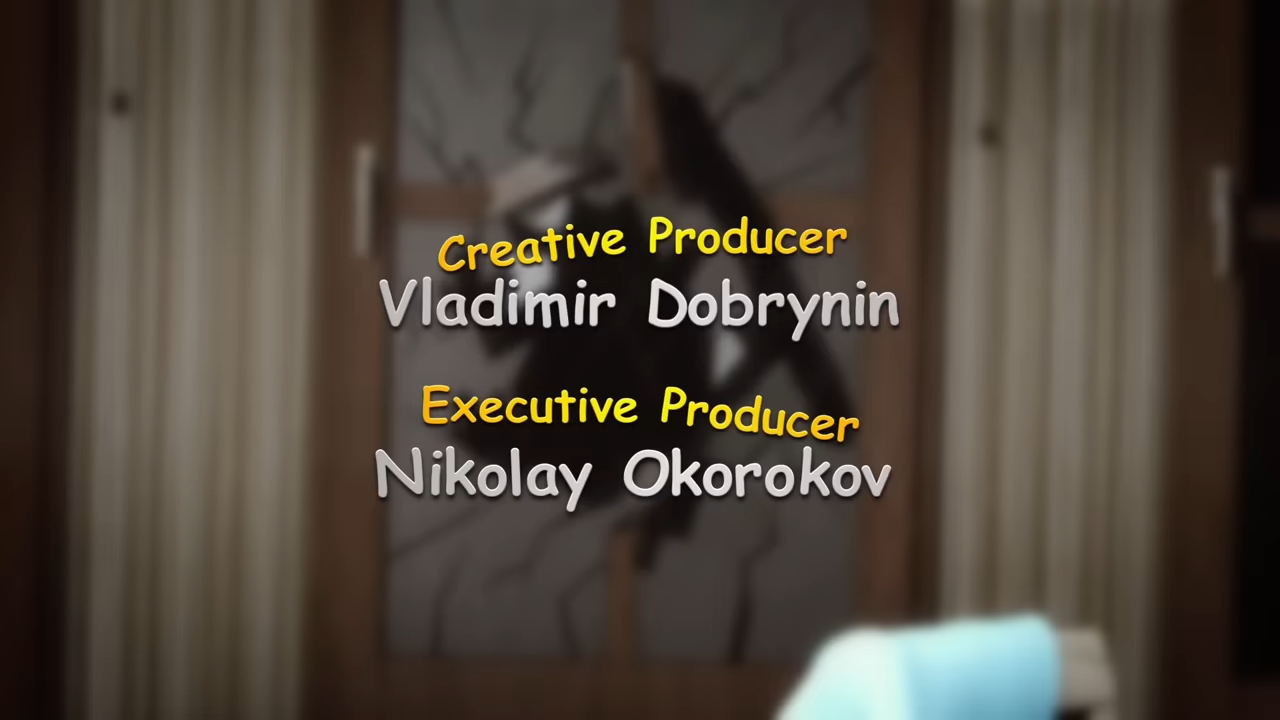 Creative Producer
Vladimir Dobrynin
Executive Producer
Nikolay Okorokov